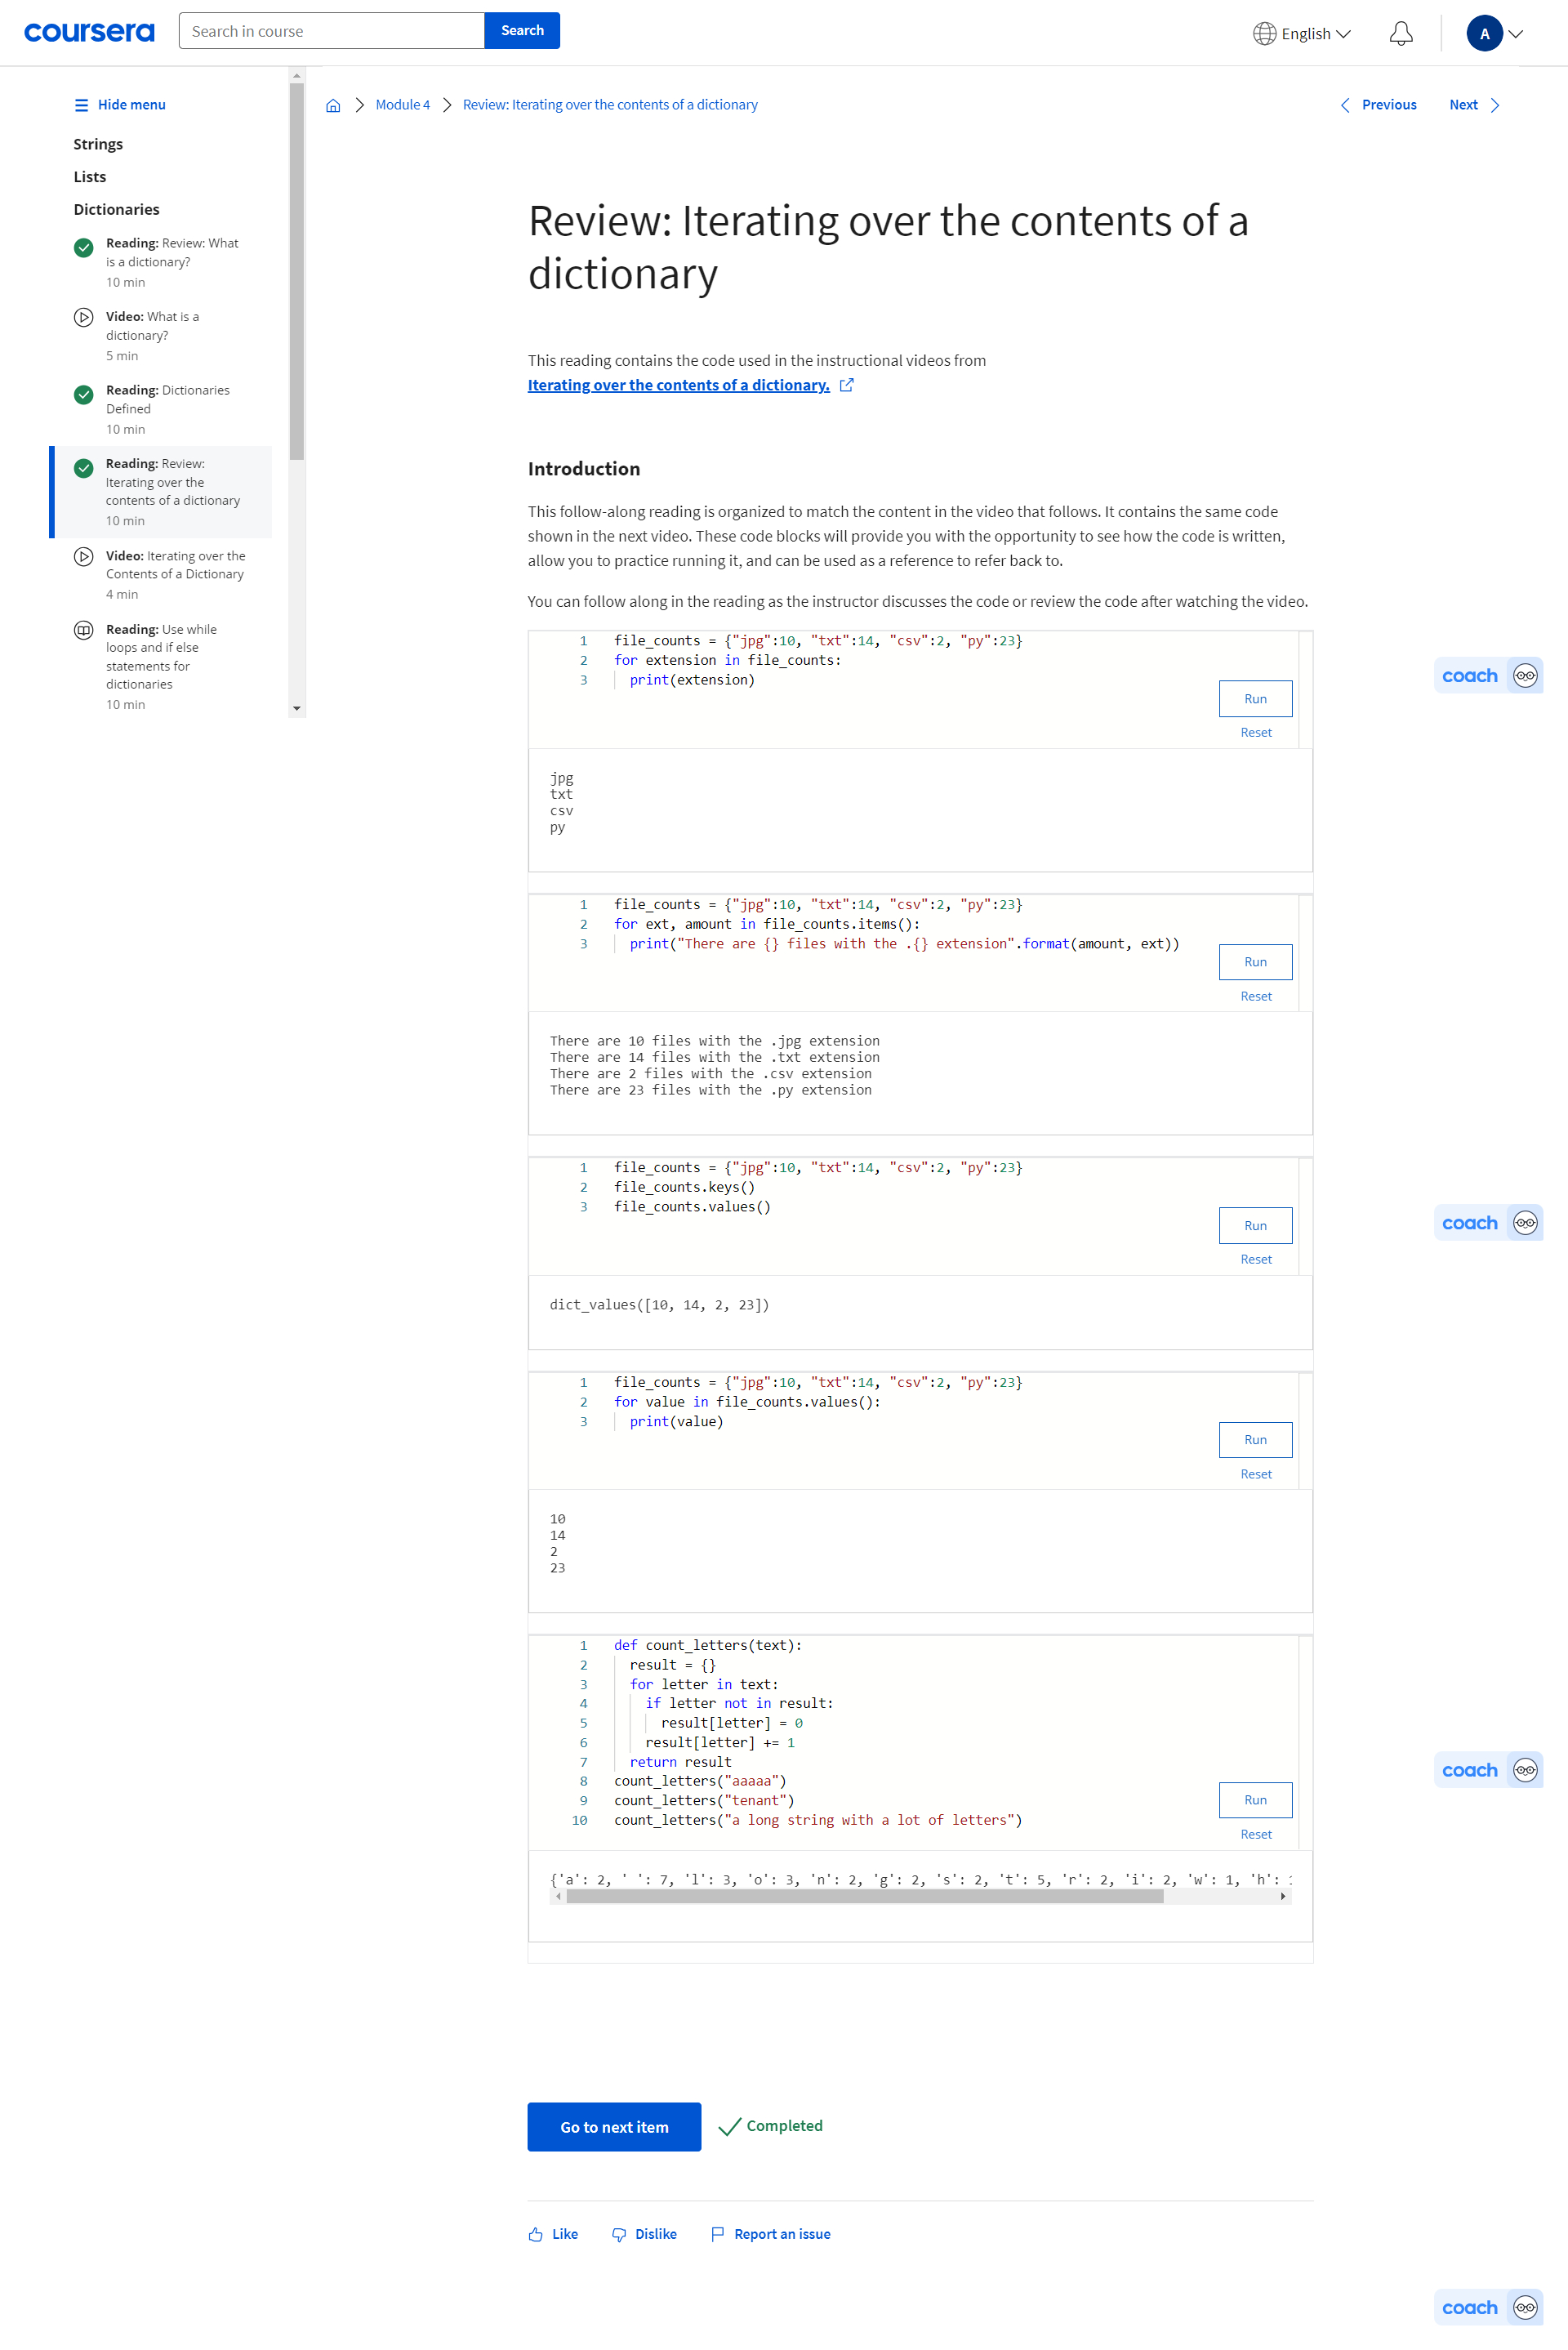 coursera
Search in course
Search
English
A
Hide menu
Strings
Lists
Dictionaries
Reading: Review: What
is a dictionary?
10 min
Video: What is a
dictionary?
5 min
Reading: Dictionaries
Defined
10 min
Reading: Review:
Iterating over the
contents of a dictionary
10 min
Video: Iterating over the
Contents of a Dictionary
4 min
Reading: Use while
loops and if else
statements for
dictionaries
10 min
Module 4
Review: Iterating over the contents of a dictionary
Previous
Next
Review: Iterating over the contents of a
dictionary
This reading contains the code used in the instructional videos from
Iterating over the contents of a dictionary.
Introduction
This follow-along reading is organized to match the content in the video that follows. It contains the same code
shown in the next video. These code blocks will provide you with the opportunity to see how the code is written,
allow you to practice running it, and can be used as a reference to refer back to.
You can follow along in the reading as the instructor discusses the code or review the code after watching the video.
1 file_counts = {"jpg":10, "txt":14, "csv":2, "py":23}
2 for extension in file_counts:
3   print(extension)
Run
Reset
coach
jpg
txt
csv
py
1 file_counts = {"jpg":10, "txt":14, "csv":2, "py":23}
2 for ext, amount in file_counts.items():
3   print("There are {} files with the .{} extension".format(amount, ext))
Run
Reset
There are 10 files with the .jpg extension
There are 14 files with the .txt extension
There are 2 files with the .csv extension
There are 23 files with the .py extension
1 file_counts = {"jpg":10, "txt":14, "csv":2, "py":23}
2 file_counts.keys()
3 file_counts.values()
Run
Reset
coach
dict_values([10, 14, 2, 23])
1 file_counts = {"jpg":10, "txt":14, "csv":2, "py":23}
2 for value in file_counts.values():
3   print(value)
Run
Reset
10
14
2
23
1 def count_letters(text):
2   result = {}
3   for letter in text:
4     if letter not in result:
5       result[letter] = 0
6     result[letter] += 1
7   return result
8 count_letters("aaaaa")
9 count_letters("tenant")
10 count_letters("a long string with a lot of letters")
Run
Reset
coach
{'a': 2, ' ': 7, 'l': 3, 'o': 3, 'n': 2, 'g': 2, 's': 2, 't': 5, 'r': 2, 'i': 2, 'w': 1, 'h':
Go to next item
Completed
Like
Dislike
Report an issue
coach